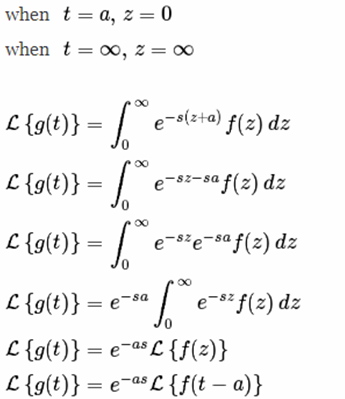 when t = a, z = 0
when t = ∞, z = ∞
ℒ {g(t)} = ∫₀^∞ e^{−s(z+a)} f(z) dz
ℒ {g(t)} = ∫₀^∞ e^{−sz−sa} f(z) dz
ℒ {g(t)} = ∫₀^∞ e^{−sz} e^{−sa} f(z) dz
ℒ {g(t)} = e^{−sa} ∫₀^∞ e^{−sz} f(z) dz
ℒ {g(t)} = e^{−as} ℒ {f(z)}
ℒ {g(t)} = e^{−as} ℒ {f(t − a)}